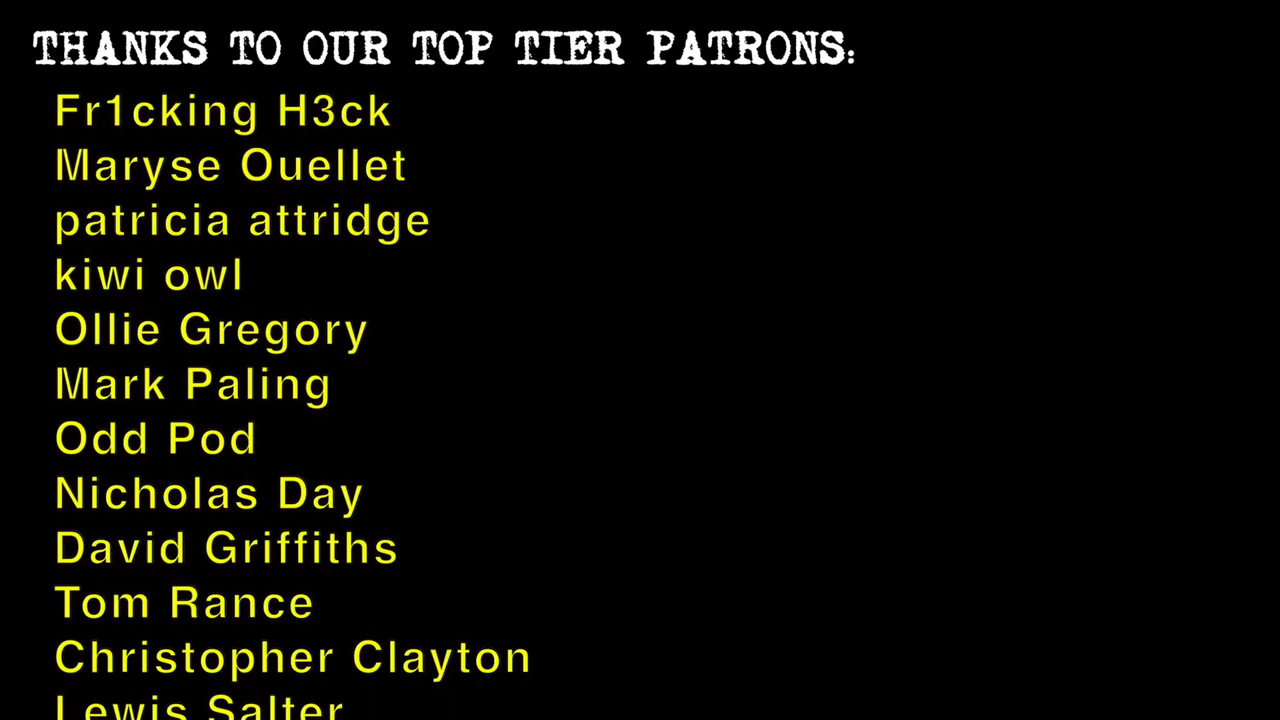 THANKS TO OUR TOP TIER PATRONS:
Fr1cking H3ck
Maryse Ouellet
patricia attridge
kiwi owl
Ollie Gregory
Mark Paling
Odd Pod
Nicholas Day
David Griffiths
Tom Rance
Christopher Clayton
Lewis Salter